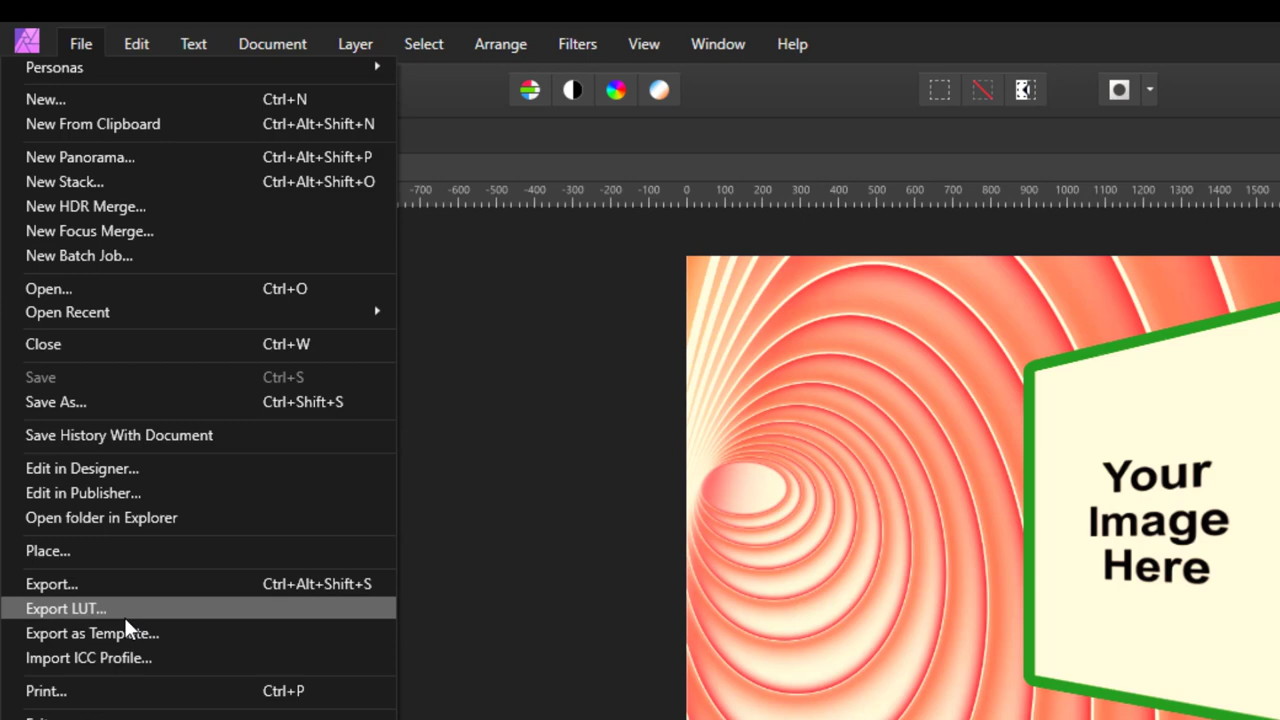 File Edit Text Document Layer Select Arrange Filters View Window Help
Personas
New... Ctrl+N
New From Clipboard Ctrl+Alt+Shift+N
New Panorama... Ctrl+Alt+Shift+P
New Stack... Ctrl+Alt+Shift+O
New HDR Merge...
New Focus Merge...
New Batch Job...
Open... Ctrl+O
Open Recent
Close Ctrl+W
Save Ctrl+S
Save As... Ctrl+Shift+S
Save History With Document
Edit in Designer...
Edit in Publisher...
Open folder in Explorer
Place...
Export... Ctrl+Alt+Shift+S
Export LUT...
Export as Template...
Import ICC Profile...
Print... Ctrl+P
-700 -600 -500 -400 -300 -200 -100 0 100 200 300 400 500 600 700 800 900 1000 1100 1200 1300 1400 1500
Your
Image
Here